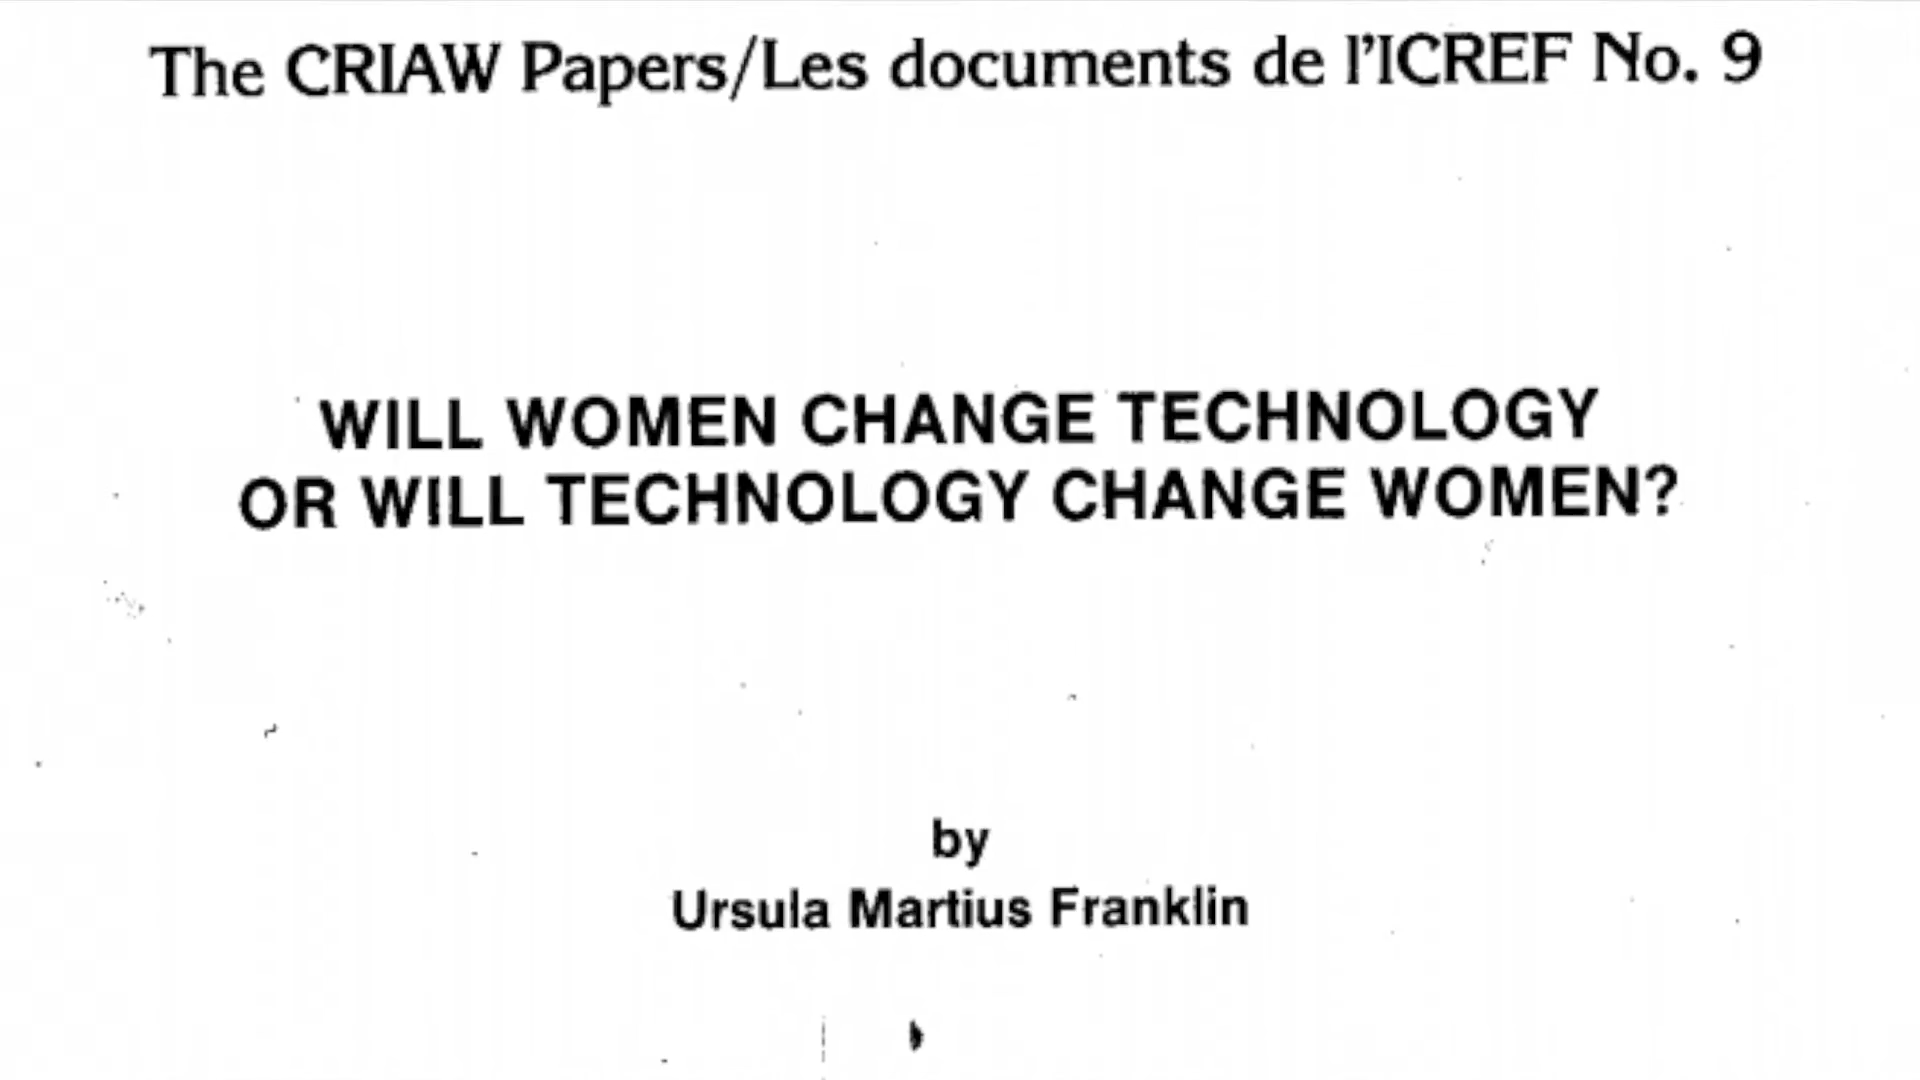 The CRIAW Papers/Les documents de l'ICREF No. 9
WILL WOMEN CHANGE TECHNOLOGY
OR WILL TECHNOLOGY CHANGE WOMEN?
by
Ursula Martius Franklin